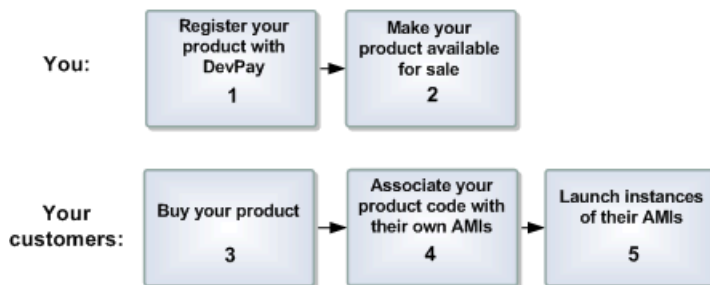 You:
Register your
product with
DevPay
1
Make your
product available
for sale
2
Your
customers:
Buy your product
3
Associate your
product code with
their own AMIs
4
Launch instances
of their AMIs
5